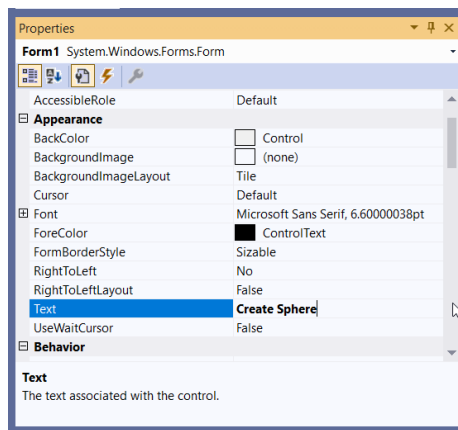 Properties
Form1 System.Windows.Forms.Form
AccessibleRole Default
Appearance
BackColor Control
BackgroundImage (none)
BackgroundImageLayout Tile
Cursor Default
Font Microsoft Sans Serif, 6.60000038pt
ForeColor ControlText
FormBorderStyle Sizable
RightToLeft No
RightToLeftLayout False
Text Create Sphere
UseWaitCursor False
Behavior
Text
The text associated with the control.